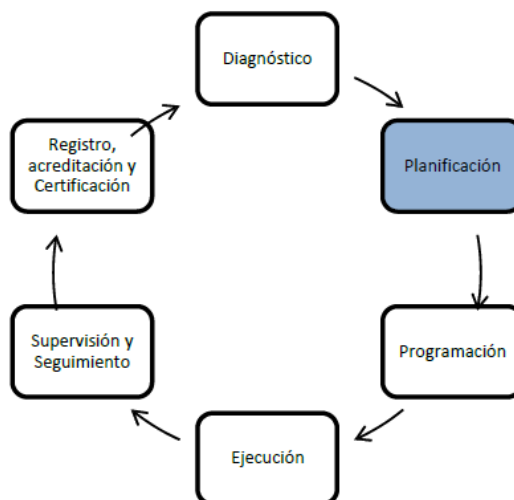 Diagnóstico
Planificación
Programación
Ejecución
Supervisión y
Seguimiento
Registro,
acreditación y
Certificación